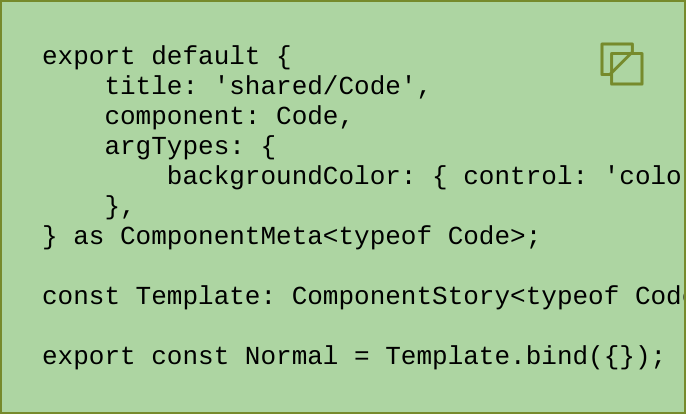 export default {
    title: 'shared/Code',
    component: Code,
    argTypes: {
        backgroundColor: { control: 'colo
    },
} as ComponentMeta<typeof Code>;

const Template: ComponentStory<typeof Code

export const Normal = Template.bind({});